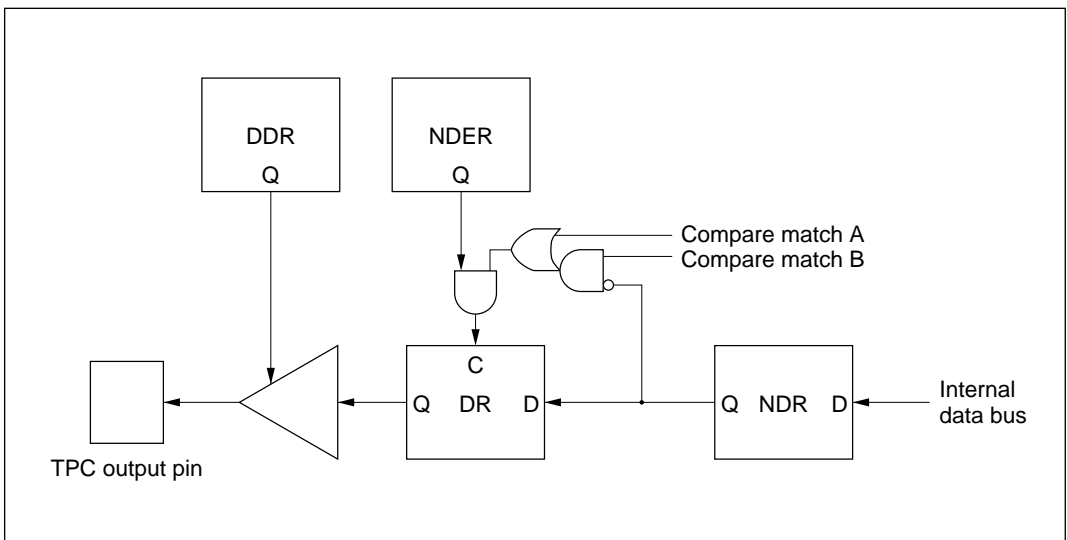 DDR
Q
NDER
Q
Compare match A
Compare match B
C
Q DR D
Q NDR D
Internal
data bus
TPC output pin